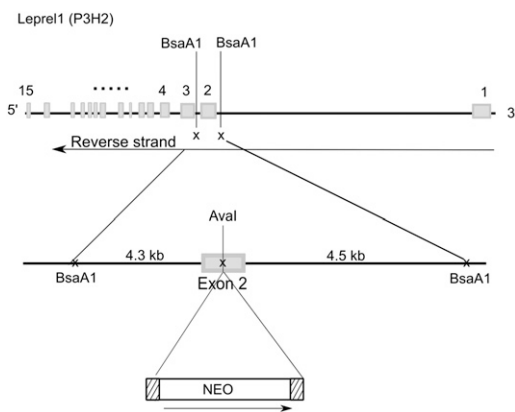 Leprel1 (P3H2)
BsaA1 BsaA1
15 4 3 2 1
5' 3
Reverse strand
AvaI
4.3 kb 4.5 kb
BsaA1 Exon 2 BsaA1
NEO